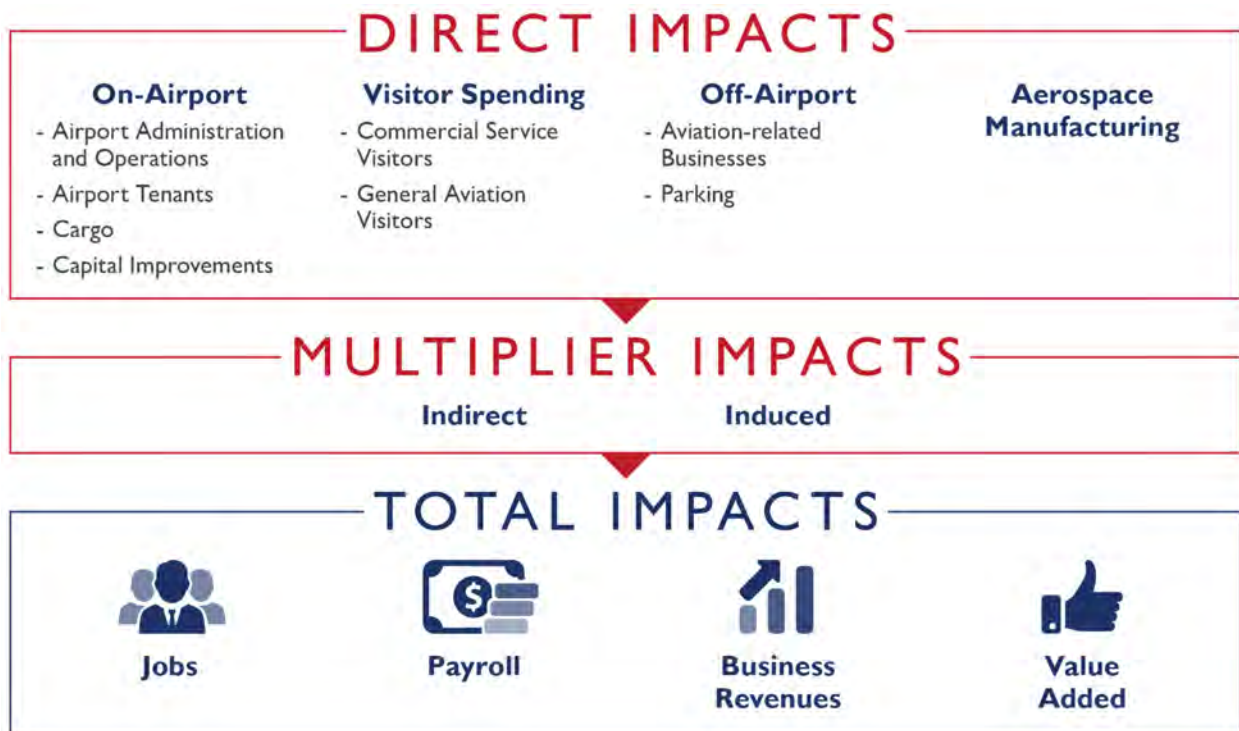 DIRECT IMPACTS
On-Airport
- Airport Administration
and Operations
- Airport Tenants
- Cargo
- Capital Improvements
Visitor Spending
- Commercial Service
Visitors
- General Aviation
Visitors
Off-Airport
- Aviation-related
Businesses
- Parking
Aerospace
Manufacturing
MULTIPLIER IMPACTS
Indirect
Induced
TOTAL IMPACTS
$
Jobs
Payroll
Business
Revenues
Value
Added